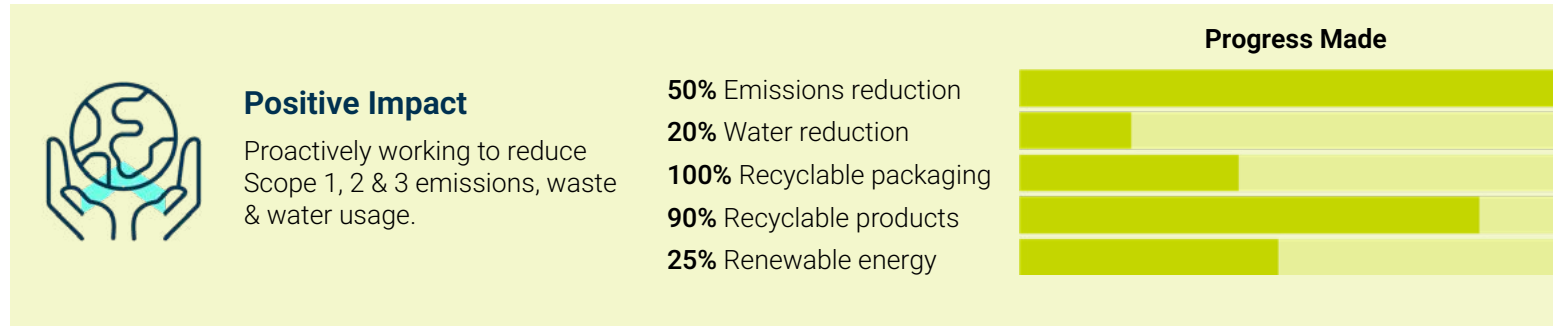 Progress Made
Positive Impact
Proactively working to reduce
Scope 1, 2 & 3 emissions, waste
& water usage.
50% Emissions reduction
20% Water reduction
100% Recyclable packaging
90% Recyclable products
25% Renewable energy